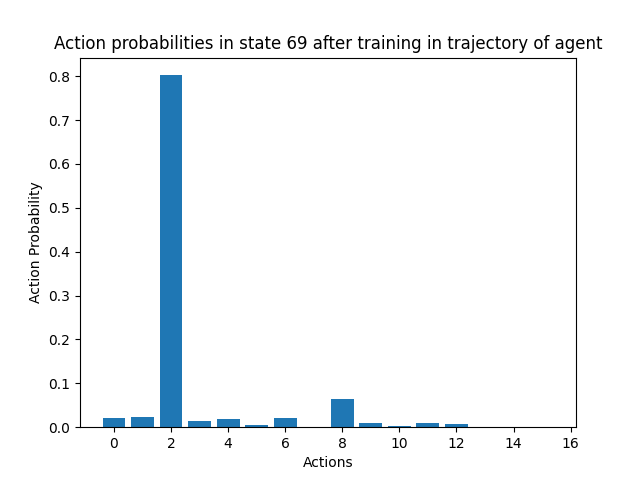 Action probabilities in state 69 after training in trajectory of agent
0.8
0.7
0.6
0.5
0.4
0.3
0.2
0.1
0.0
Action Probability
0 2 4 6 8 10 12 14 16
Actions